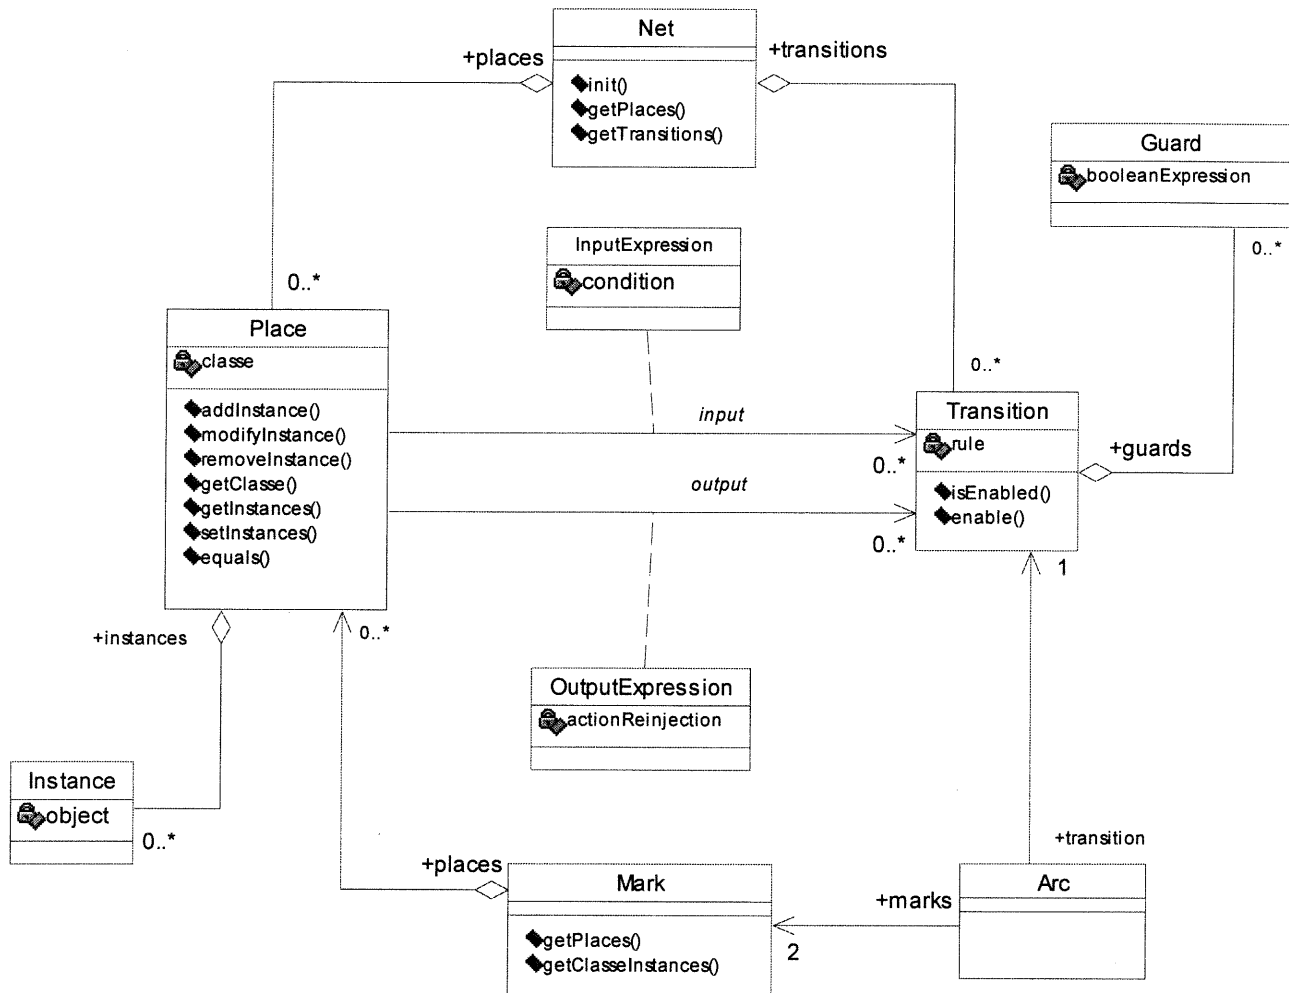 Net
+places
+transitions
init()
getPlaces()
getTransitions()
Guard
booleanExpression
0..*
InputExpression
condition
0..*
Place
classe
addInstance()
modifyInstance()
removeInstance()
getClasse()
getInstances()
setInstances()
equals()
input
0..*
output
0..*
0..*
Transition
rule
isEnabled()
enable()
+guards
1
+instances
0..*
OutputExpression
actionReinjection
Instance
object
0..*
+places
Mark
getPlaces()
getClasseInstances()
+marks
2
+transition
Arc